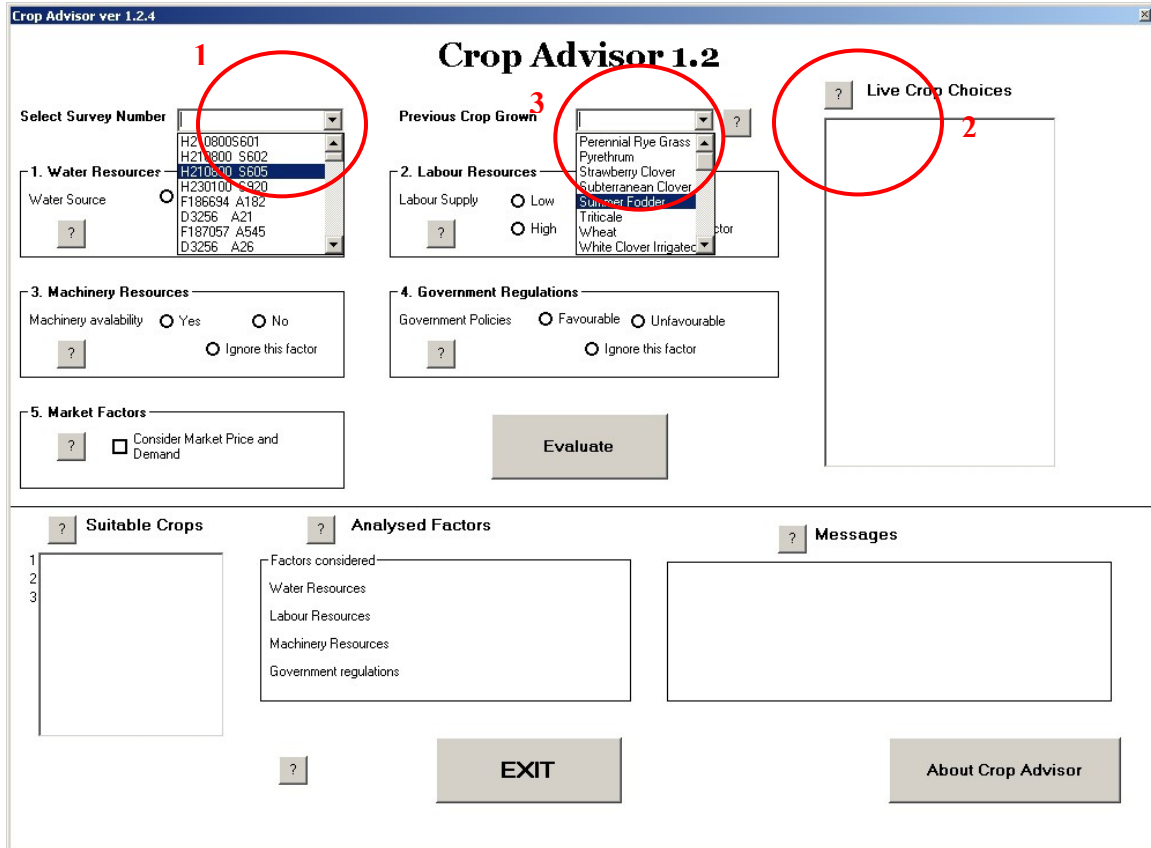 Crop Advisor ver 1.2.4
Crop Advisor 1.2
1
3
2
Select Survey Number
H210800S601
H210800 S602
H210800 S605
H230100 S920
F186694 A182
D3256 A21
F187057 A545
D3256 A26
Previous Crop Grown
?
Perennial Rye Grass
Pyrethrum
Strawberry Clover
Subterranean Clover
Summer Fodder
Triticale
Wheat
White Clover Irrigated
? Live Crop Choices
1. Water Resources
Water Source
?
2. Labour Resources
Labour Supply Low
? High ctor
3. Machinery Resources
Machinery avalability Yes No
? Ignore this factor
4. Government Regulations
Government Policies Favourable Unfavourable
? Ignore this factor
5. Market Factors
? Consider Market Price and
Demand
Evaluate
? Suitable Crops
1
2
3
? Analysed Factors
Factors considered
Water Resources
Labour Resources
Machinery Resources
Government regulations
? Messages
?
EXIT
About Crop Advisor